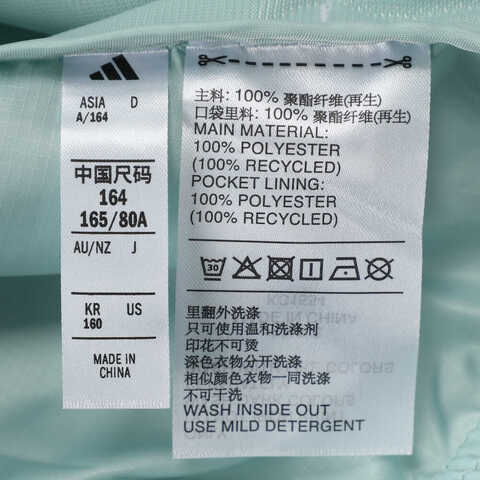 ASIA D
A/164
中国尺码
164
165/80A
AU/NZ J
KR US
160
MADE IN
CHINA
主料: 100% 聚酯纤维(再生)
口袋里料: 100% 聚酯纤维(再生)
MAIN MATERIAL:
100% POLYESTER
(100% RECYCLED)
POCKET LINING:
100% POLYESTER
(100% RECYCLED)
30
里翻外洗涤
只可使用温和洗涤剂
印花不可烫
深色衣物分开洗涤
相似颜色衣物一同洗涤
不可干洗
WASH INSIDE OUT
USE MILD DETERGENT